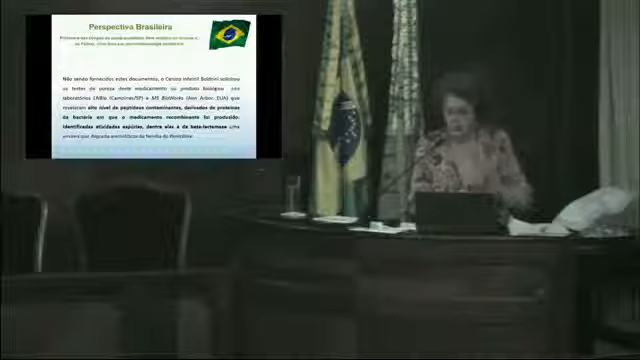 Perspectiva Brasileira
Não sendo fornecidos estes documentos, o Centro Infantil Boldrini solicitou
os testes de pureza deste medicamento ou produto biológico aos
laboratórios LNBio (Campinas/SP) e MS BioWorks (Ann Arbor, EUA) que
revelaram alto nível de peptídeos contaminantes, derivados de proteínas
da bactéria em que o medicamento recombinante foi produzido.
Identificadas atividades espúrias, dentre elas a da beta-lactamase uma
que degrada antibióticos da família da Penicilina.